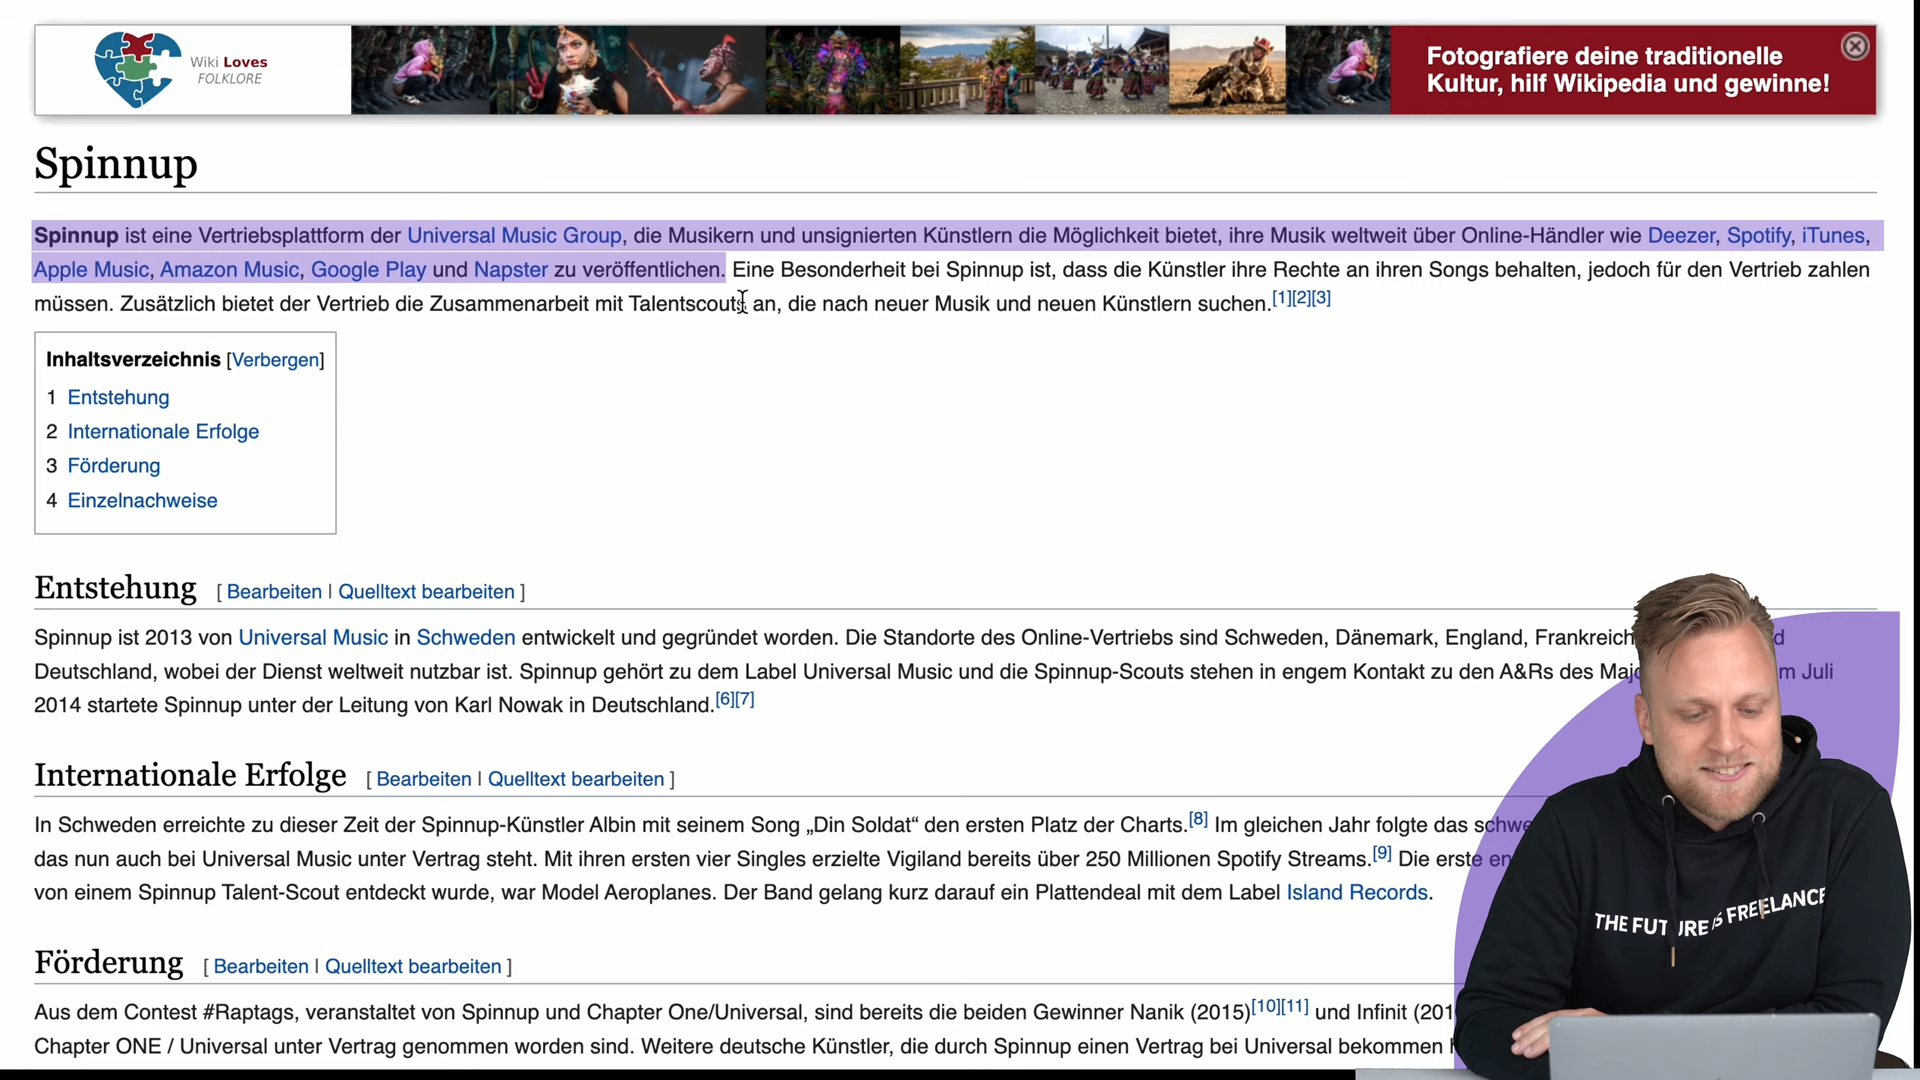 Wiki Loves
FOLKLORE
Fotografiere deine traditionelle
Kultur, hilf Wikipedia und gewinne!
Spinnup
Spinnup ist eine Vertriebsplattform der Universal Music Group, die Musikern und unsignierten Künstlern die Möglichkeit bietet, ihre Musik weltweit über Online-Händler wie Deezer, Spotify, iTunes,
Apple Music, Amazon Music, Google Play und Napster zu veröffentlichen. Eine Besonderheit bei Spinnup ist, dass die Künstler ihre Rechte an ihren Songs behalten, jedoch für den Vertrieb zahlen
müssen. Zusätzlich bietet der Vertrieb die Zusammenarbeit mit Talentscouts an, die nach neuer Musik und neuen Künstlern suchen.[1][2][3]
Inhaltsverzeichnis [Verbergen]
1 Entstehung
2 Internationale Erfolge
3 Förderung
4 Einzelnachweise
Entstehung [ Bearbeiten | Quelltext bearbeiten ]
Spinnup ist 2013 von Universal Music in Schweden entwickelt und gegründet worden. Die Standorte des Online-Vertriebs sind Schweden, Dänemark, England, Frankreich
Deutschland, wobei der Dienst weltweit nutzbar ist. Spinnup gehört zu dem Label Universal Music und die Spinnup-Scouts stehen in engem Kontakt zu den A&Rs des Juli
2014 startete Spinnup unter der Leitung von Karl Nowak in Deutschland.[6][7]
Internationale Erfolge [ Bearbeiten | Quelltext bearbeiten ]
In Schweden erreichte zu dieser Zeit der Spinnup-Künstler Albin mit seinem Song „Din Soldat“ den ersten Platz der Charts.[8] Im gleichen Jahr folgte das
das nun auch bei Universal Music unter Vertrag steht. Mit ihren ersten vier Singles erzielte Vigiland bereits über 250 Millionen Spotify Streams.[9] Die erste
von einem Spinnup Talent-Scout entdeckt wurde, war Model Aeroplanes. Der Band gelang kurz darauf ein Plattendeal mit dem Label Island Records.
Förderung [ Bearbeiten | Quelltext bearbeiten ]
Aus dem Contest #Raptags, veranstaltet von Spinnup und Chapter One/Universal, sind bereits die beiden Gewinner Nanik (2015)[10][11] und Infinit
Chapter ONE / Universal unter Vertrag genommen worden sind. Weitere deutsche Künstler, die durch Spinnup einen Vertrag bei Universal bekommen
THE FUTURE IS FREELANCE